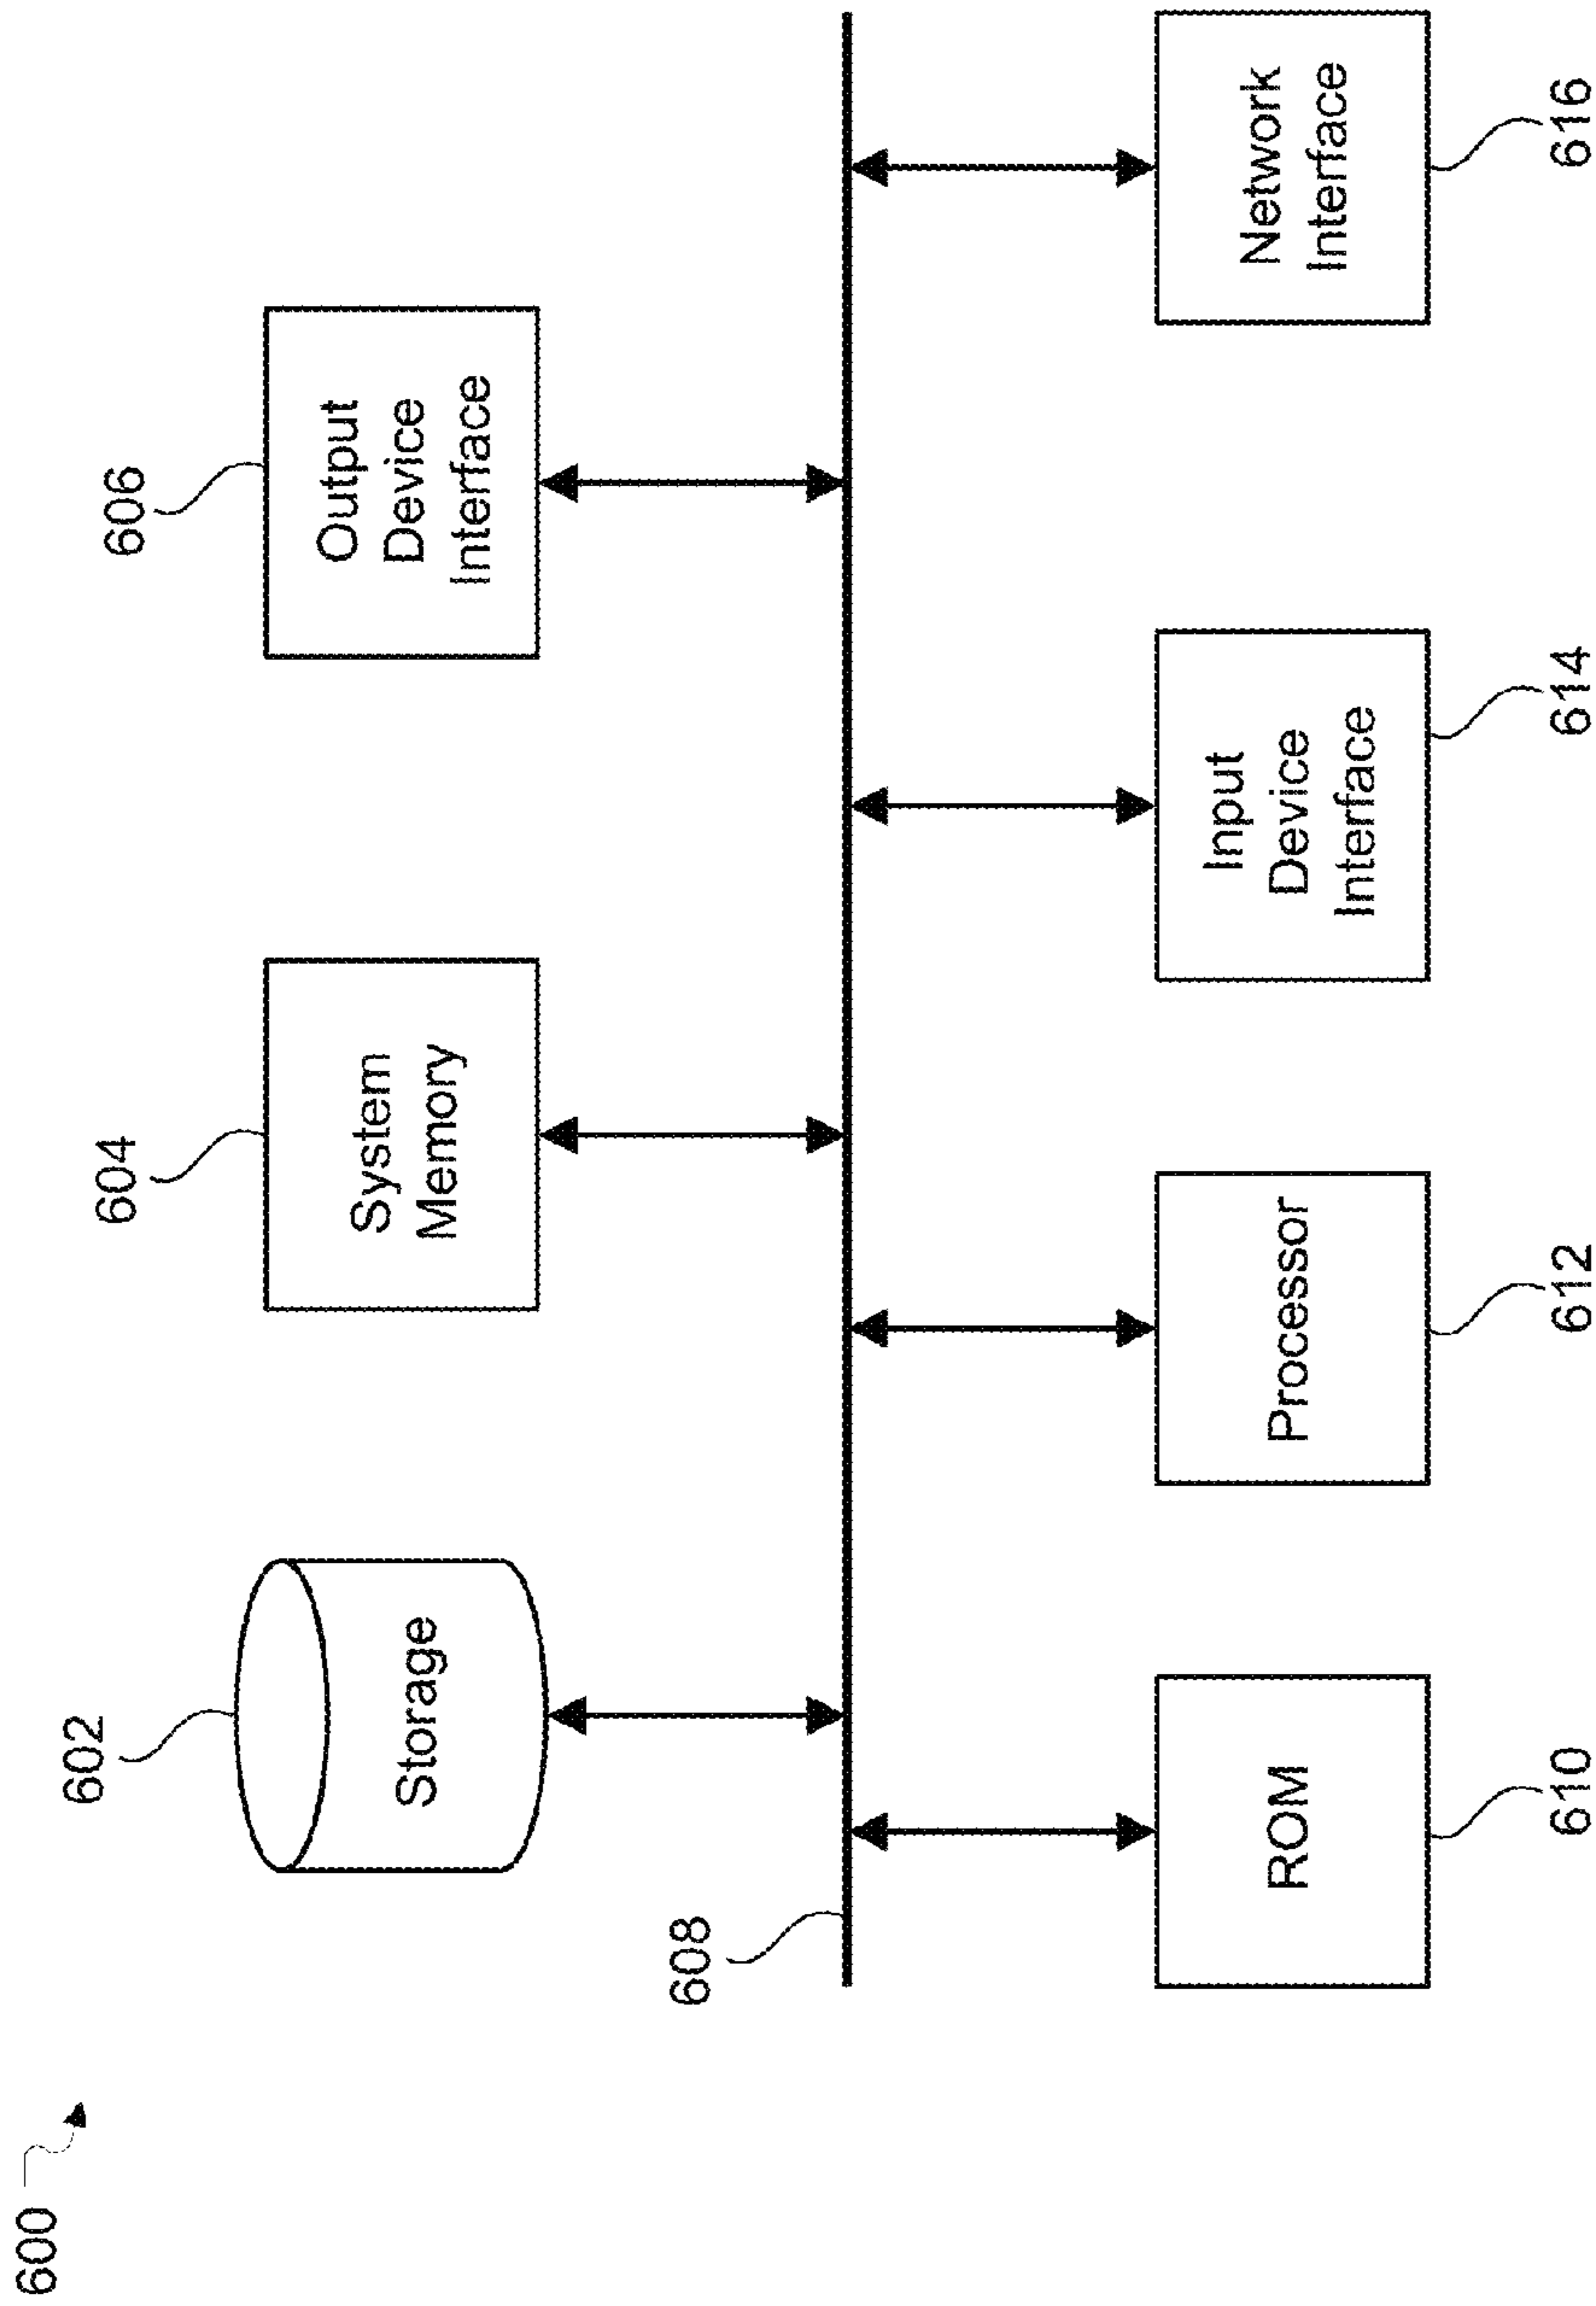 600
602
604
606
Storage
System
Memory
Output
Device
Interface
608
ROM
Processor
Input
Device
Interface
Network
Interface
610
612
614
616